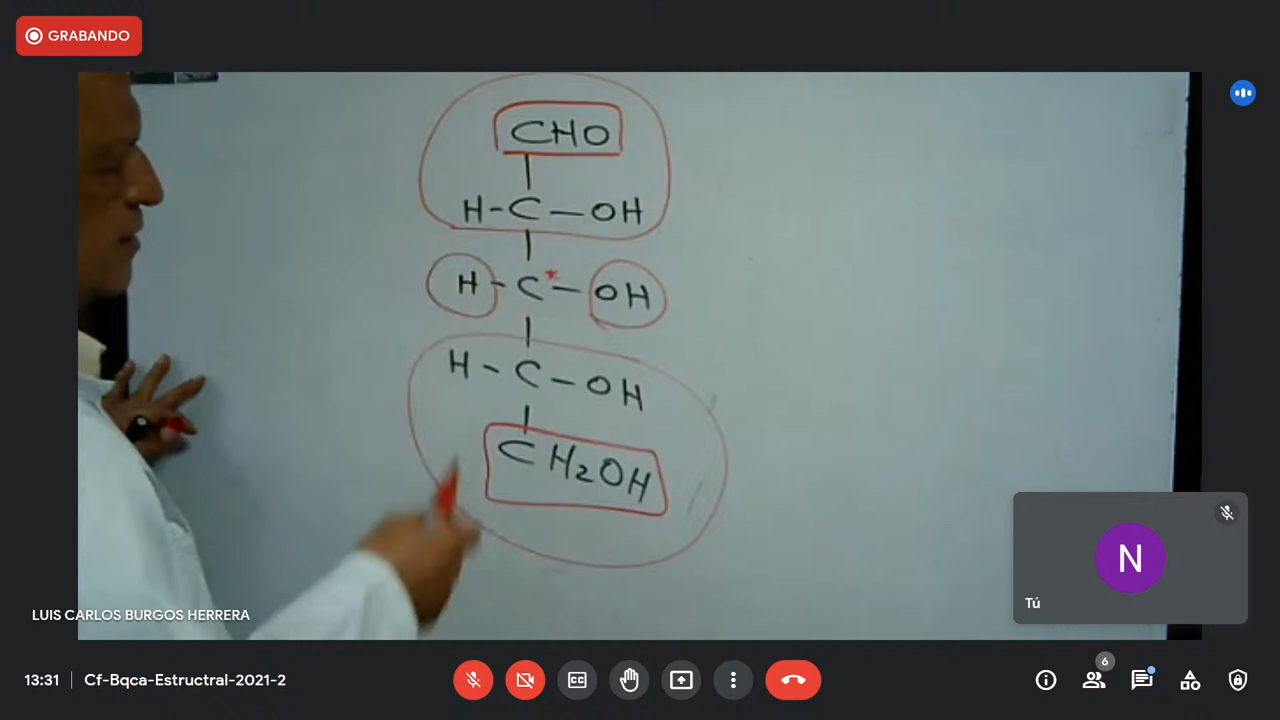 GRABANDO
CHO
H-C-OH
H-C*-OH
H-C-OH
CH2OH
N
Tú
LUIS CARLOS BURGOS HERRERA
13:31 | Cf-Bqca-Estructral-2021-2
6